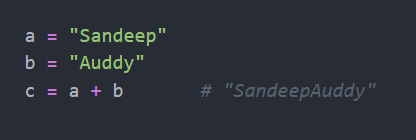 a = "Sandeep"
b = "Auddy"
c = a + b       # "SandeepAuddy"